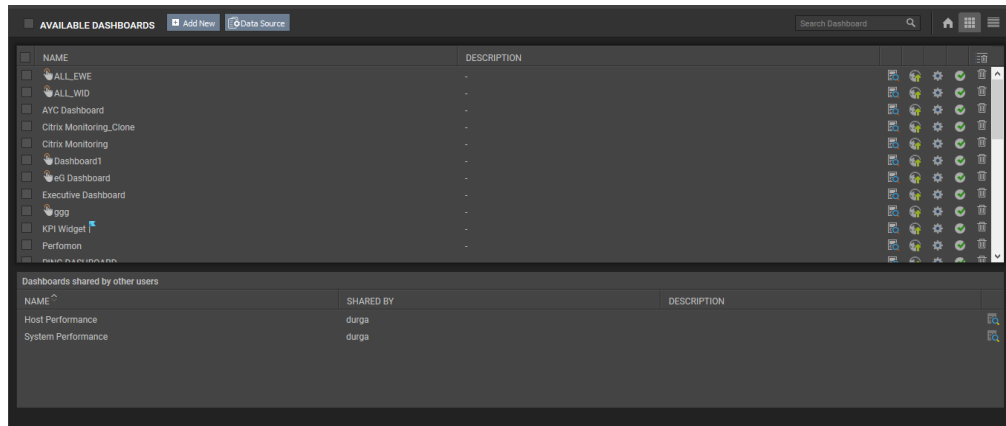 AVAILABLE DASHBOARDS Add New Data Source Search Dashboard
NAME DESCRIPTION
ALL_EWE -
ALL_WID -
AYC Dashboard -
Citrix Monitoring_Clone -
Citrix Monitoring -
Dashboard1 -
eG Dashboard -
Executive Dashboard -
ggg -
KPI Widget -
Perfomon -
PING DASHBOARD
Dashboards shared by other users
NAME SHARED BY DESCRIPTION
Host Performance durga
System Performance durga